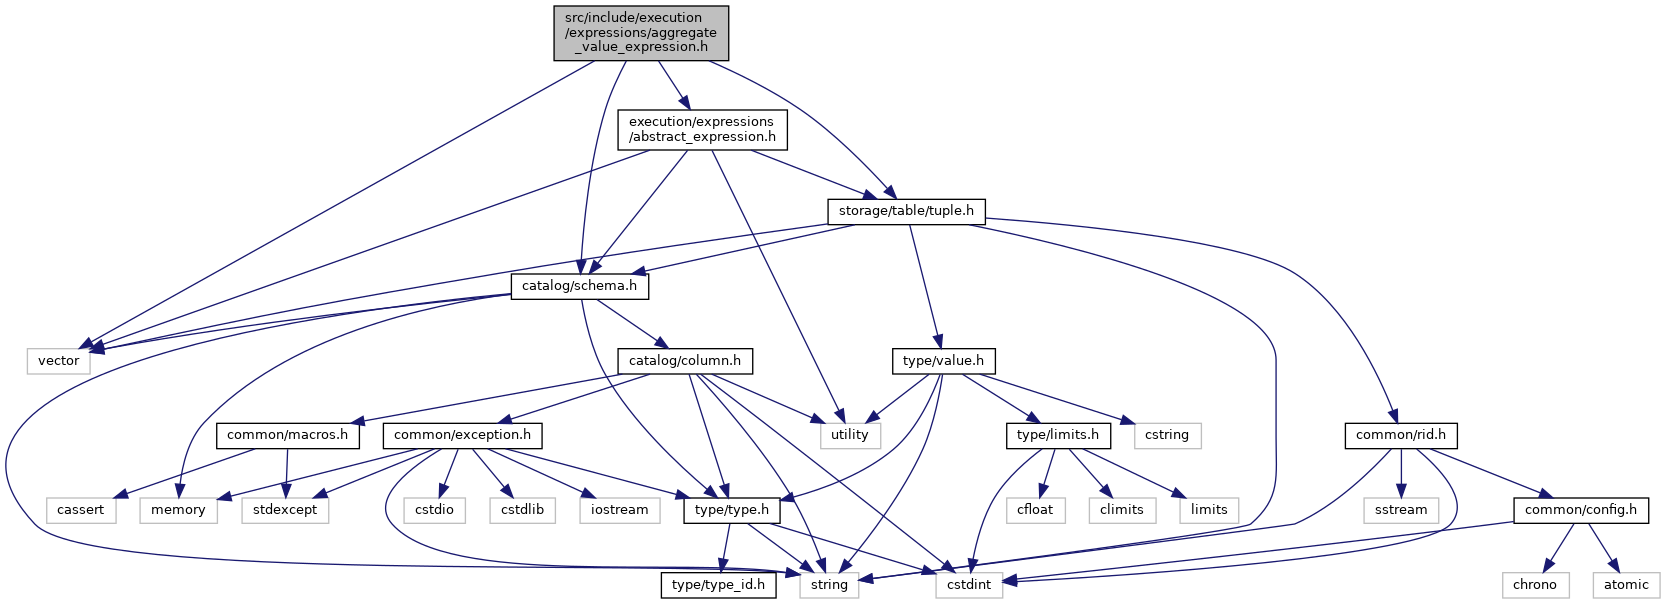 src/include/execution
/expressions/aggregate
_value_expression.h
execution/expressions
/abstract_expression.h
storage/table/tuple.h
catalog/schema.h
vector
catalog/column.h
type/value.h
common/macros.h
common/exception.h
utility
type/limits.h
cstring
common/rid.h
cassert
memory
stdexcept
cstdio
cstdlib
iostream
type/type.h
cfloat
climits
limits
sstream
common/config.h
type/type_id.h
string
cstdint
chrono
atomic